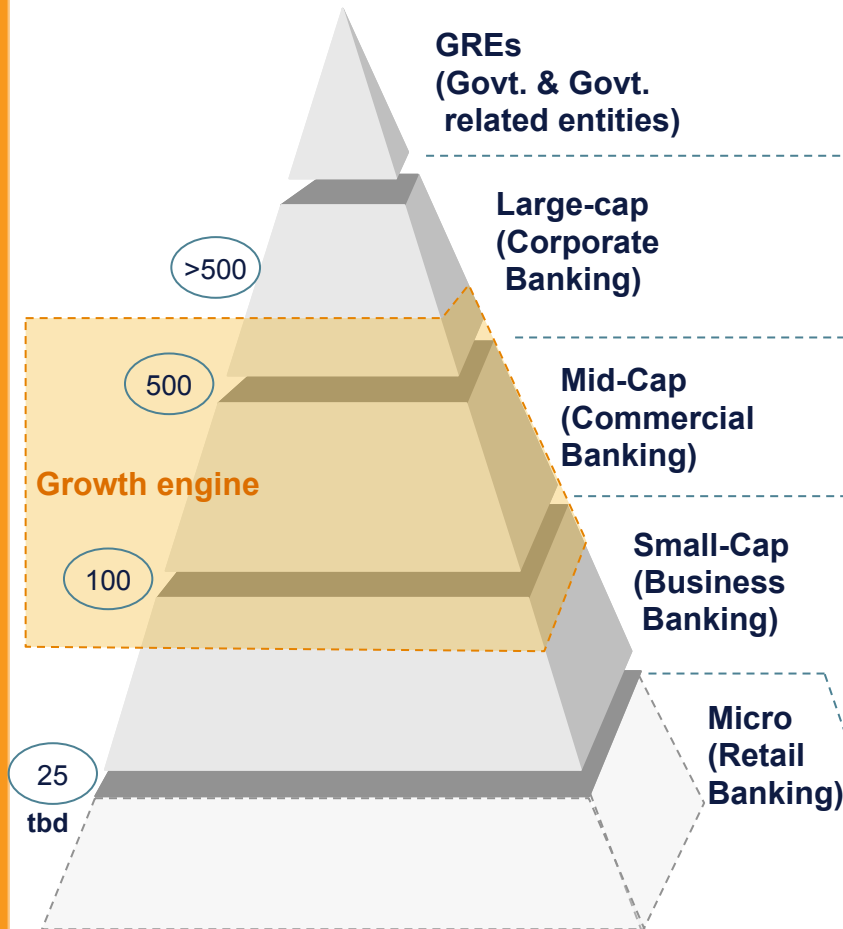 GREs
(Govt. & Govt.
related entities)
Large-cap
(Corporate
Banking)
>500
Mid-Cap
(Commercial
Banking)
500
Growth engine
Small-Cap
(Business
Banking)
100
Micro
(Retail
Banking)
25
tbd